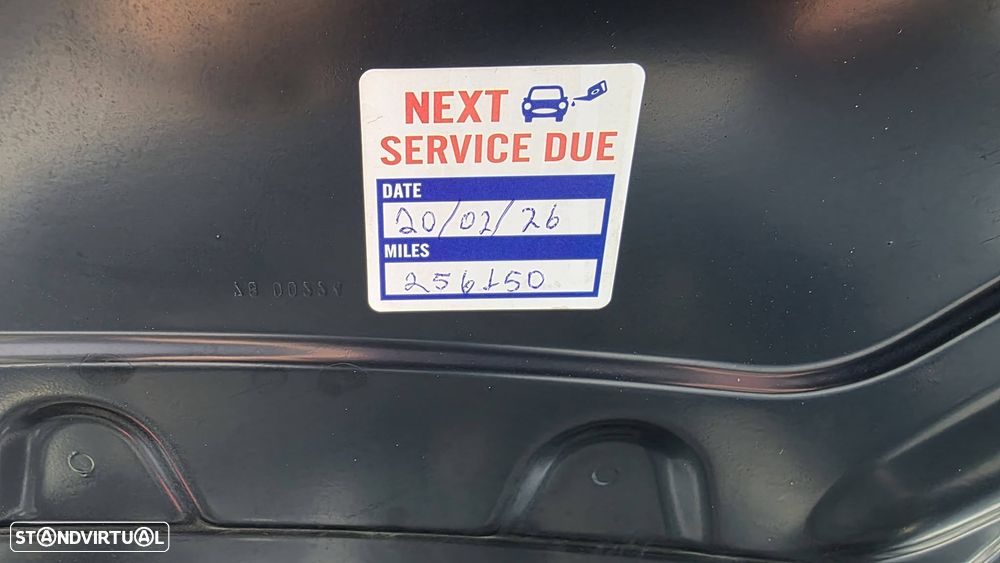 NEXT
SERVICE DUE
DATE
20/02/26
MILES
256150
STANDVIRTUAL